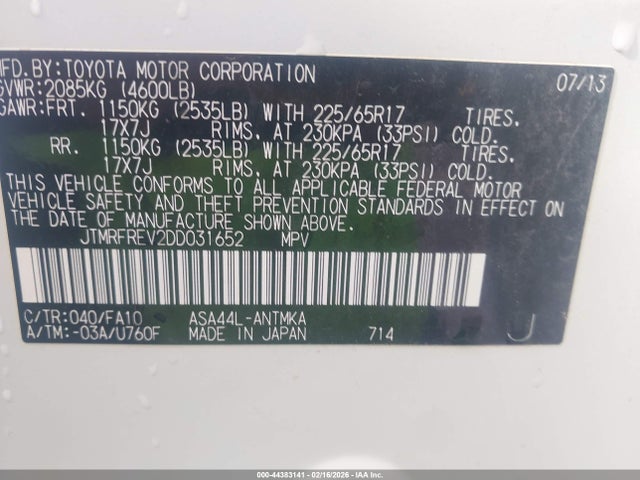 MFD.BY:TOYOTA MOTOR CORPORATION 07/13
GVWR:2085KG (4600LB)
GAWR:FRT. 1150KG (2535LB) WITH 225/65R17 TIRES.
17X7J RIMS, AT 230KPA (33PSI) COLD.
RR. 1150KG (2535LB) WITH 225/65R17 TIRES.
17X7J RIMS, AT 230KPA (33PSI) COLD.
THIS VEHICLE CONFORMS TO ALL APPLICABLE FEDERAL MOTOR
VEHICLE SAFETY AND THEFT PREVENTION STANDARDS IN EFFECT ON
THE DATE OF MANUFACTURE SHOWN ABOVE.
JTMRFREV2DD031652 MPV
C/TR:040/FA10 ASA44L-ANTMKA
A/TM:-03A/U760F MADE IN JAPAN 714 J
000-44383141 - 02/16/2026 - IAA Inc.